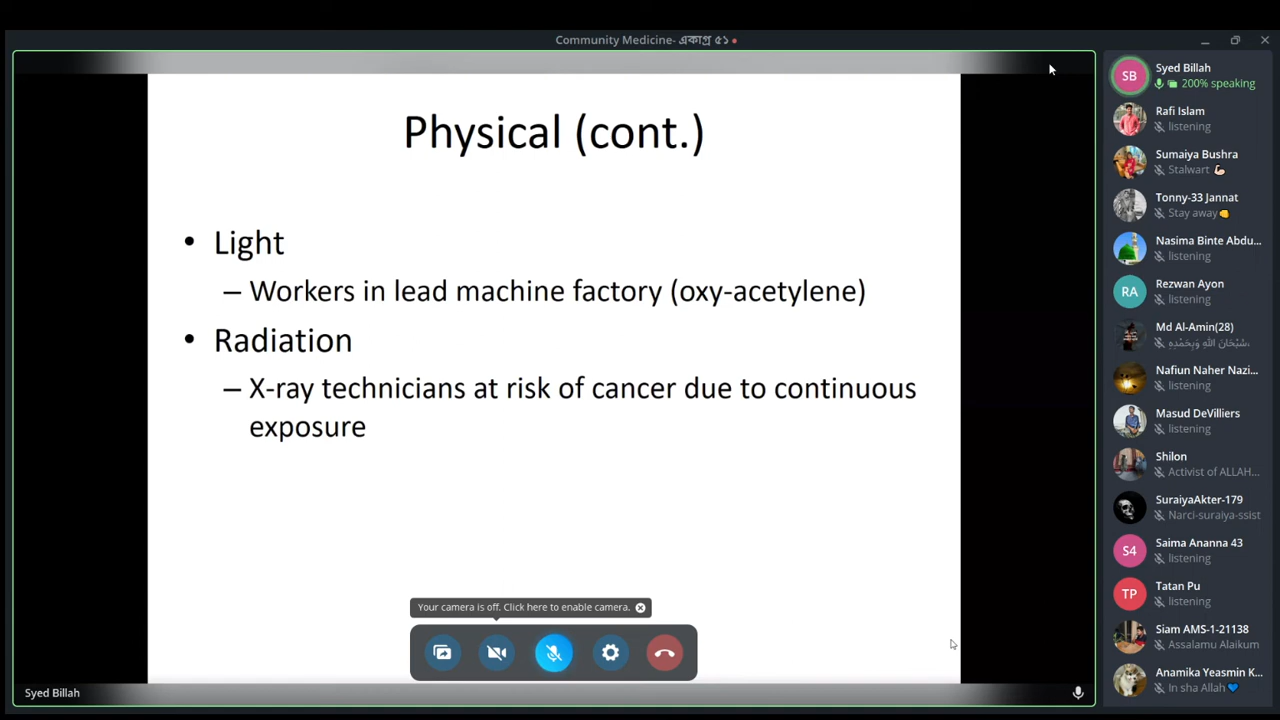 Community Medicine- একাগ্র ৫১
Physical (cont.)
• Light
– Workers in lead machine factory (oxy-acetylene)
• Radiation
– X-ray technicians at risk of cancer due to continuous
exposure
Your camera is off. Click here to enable camera.
Syed Billah
SB
Syed Billah
200% speaking
Rafi Islam
listening
Sumaiya Bushra
Stalwart 💪🏻
Tonny-33 Jannat
Stay away🤜
Nasima Binte Abdu...
listening
RA
Rezwan Ayon
listening
Md Al-Amin(28)
سُبْحَانَ اللَّهِ وَبِحَمْدِهِ،
Nafiun Naher Nazi...
listening
Masud DeVilliers
listening
Shilon
Activist of ALLAH...
SuraiyaAkter-179
Narci-suraiya-ssist
S4
Saima Ananna 43
listening
TP
Tatan Pu
listening
Siam AMS-1-21138
Assalamu Alaikum
Anamika Yeasmin K...
In sha Allah💙